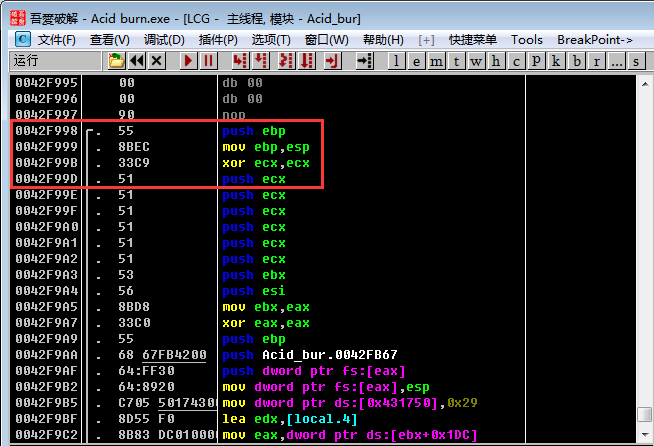 吾爱破解 - Acid burn.exe - [LCG - 主线程, 模块 - Acid_bur]
C 文件(F) 查看(V) 调试(D) 插件(P) 选项(T) 窗口(W) 帮助(H) [+] 快捷菜单 Tools BreakPoint->
运行 l e m t w h c p k b r ... s
0042F995 00 db 00
0042F996 00 db 00
0042F997 90 nop
0042F998 . 55 push ebp
0042F999 . 8BEC mov ebp,esp
0042F99B . 33C9 xor ecx,ecx
0042F99D . 51 push ecx
0042F99E . 51 push ecx
0042F99F . 51 push ecx
0042F9A0 . 51 push ecx
0042F9A1 . 51 push ecx
0042F9A2 . 51 push ecx
0042F9A3 . 53 push ebx
0042F9A4 . 56 push esi
0042F9A5 . 8BD8 mov ebx,eax
0042F9A7 . 33C0 xor eax,eax
0042F9A9 . 55 push ebp
0042F9AA . 68 67FB4200 push Acid_bur.0042FB67
0042F9AF . 64:FF30 push dword ptr fs:[eax]
0042F9B2 . 64:8920 mov dword ptr fs:[eax],esp
0042F9B5 . C705 50174300 mov dword ptr ds:[0x431750],0x29
0042F9BF . 8D55 F0 lea edx,[local.4]
0042F9C2 . 8B83 DC010000 mov eax,dword ptr ds:[ebx+0x1DC]